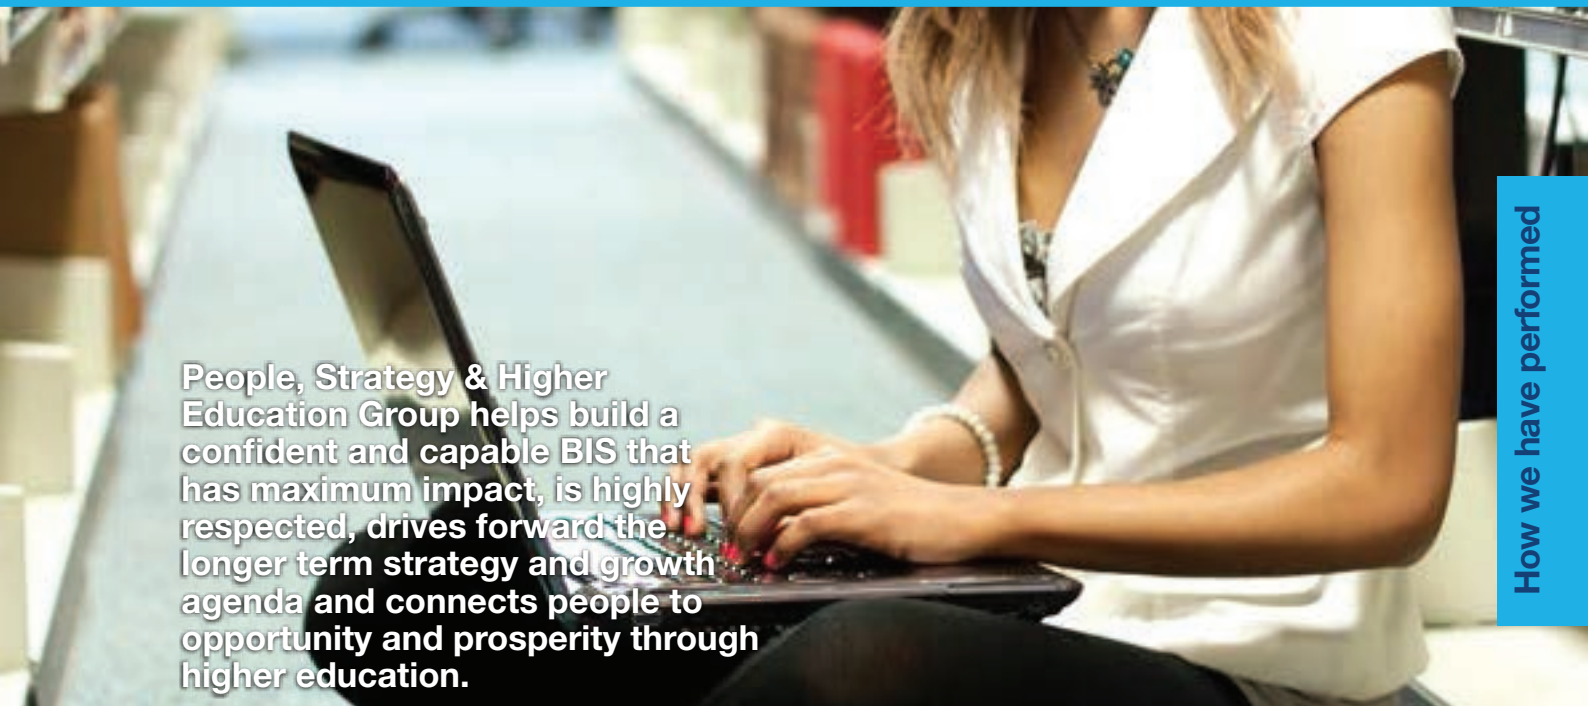 People, Strategy & Higher
Education Group helps build a
confident and capable BIS that
has maximum impact, is highly
respected, drives forward the
longer term strategy and growth
agenda and connects people to
opportunity and prosperity through
higher education.
How we have performed